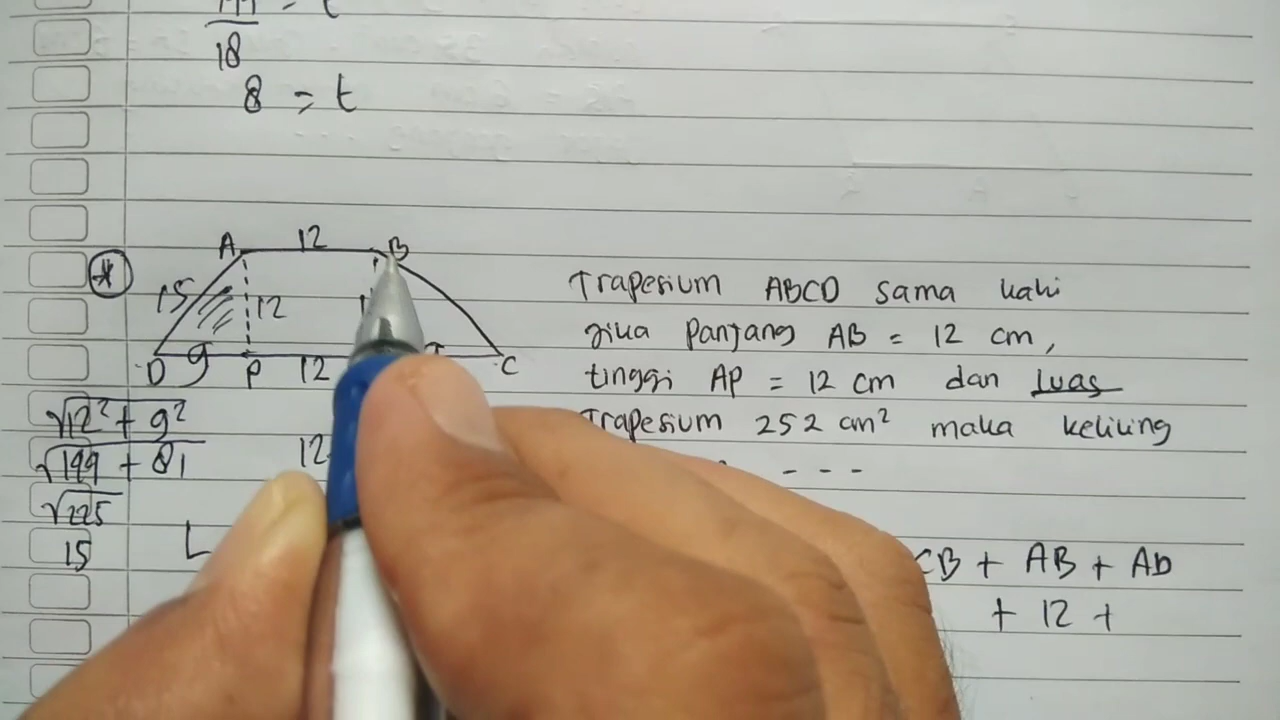 18
8 = t
A 12 B
15 12
D 9 P 12 C
√12² + 9²
√144 + 81
√225
15
12
L
Trapesium ABCD sama kaki
jika panjang AB = 12 cm,
tinggi AP = 12 cm dan Luas
Trapesium 252 cm² maka keliling
- - -
CB + AB + AD
+ 12 +